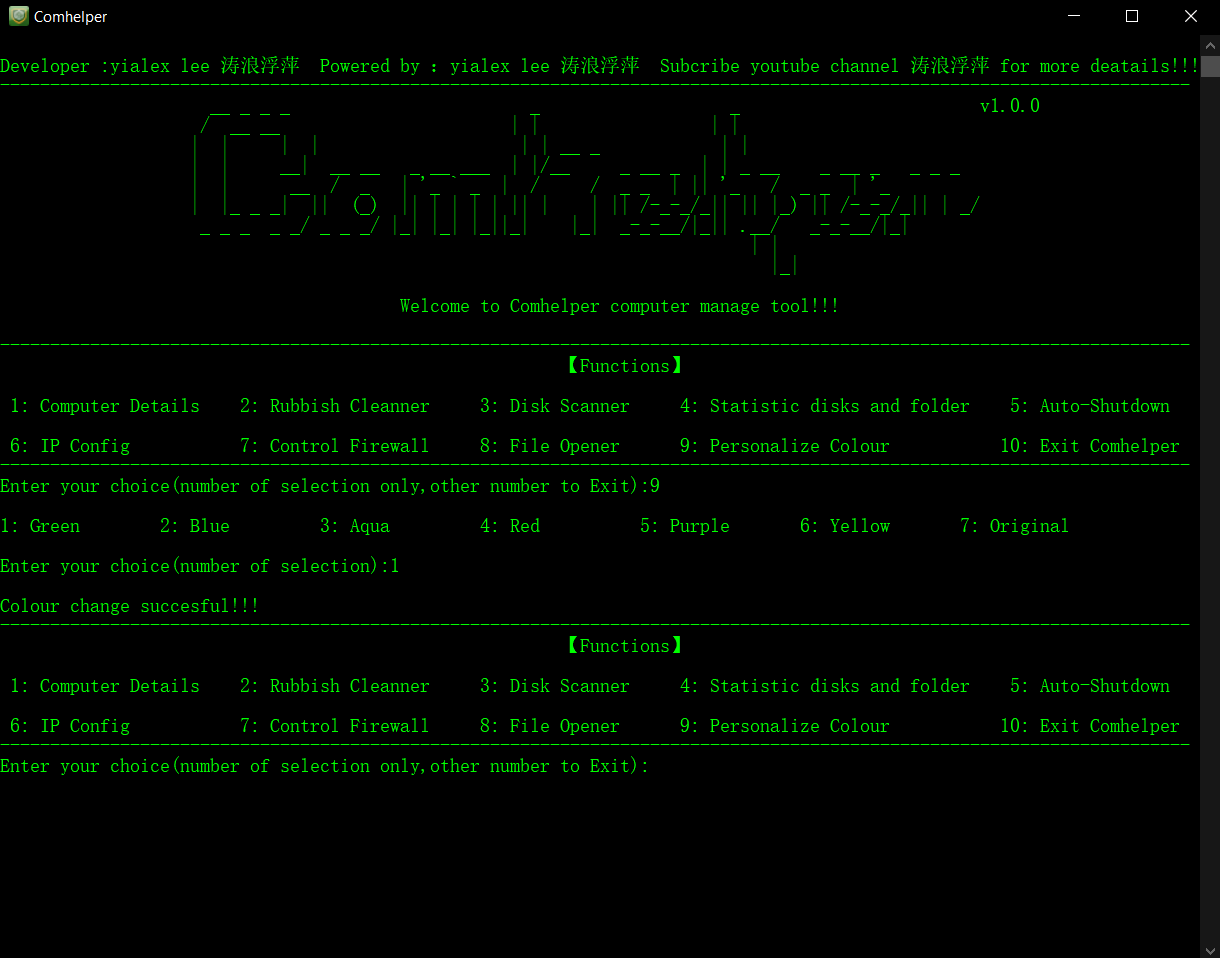 Comhelper
Developer :yialex lee 涛浪浮萍  Powered by : yialex lee 涛浪浮萍  Subcribe youtube channel 涛浪浮萍 for more deatails!!!
v1.0.0
Comhelper
Welcome to Comhelper computer manage tool!!!
【Functions】
1: Computer Details    2: Rubbish Cleanner     3: Disk Scanner     4: Statistic disks and folder    5: Auto-Shutdown
6: IP Config           7: Control Firewall     8: File Opener      9: Personalize Colour           10: Exit Comhelper
Enter your choice(number of selection only,other number to Exit):9
1: Green        2: Blue         3: Aqua         4: Red          5: Purple       6: Yellow       7: Original
Enter your choice(number of selection):1
Colour change succesful!!!
【Functions】
1: Computer Details    2: Rubbish Cleanner     3: Disk Scanner     4: Statistic disks and folder    5: Auto-Shutdown
6: IP Config           7: Control Firewall     8: File Opener      9: Personalize Colour           10: Exit Comhelper
Enter your choice(number of selection only,other number to Exit):